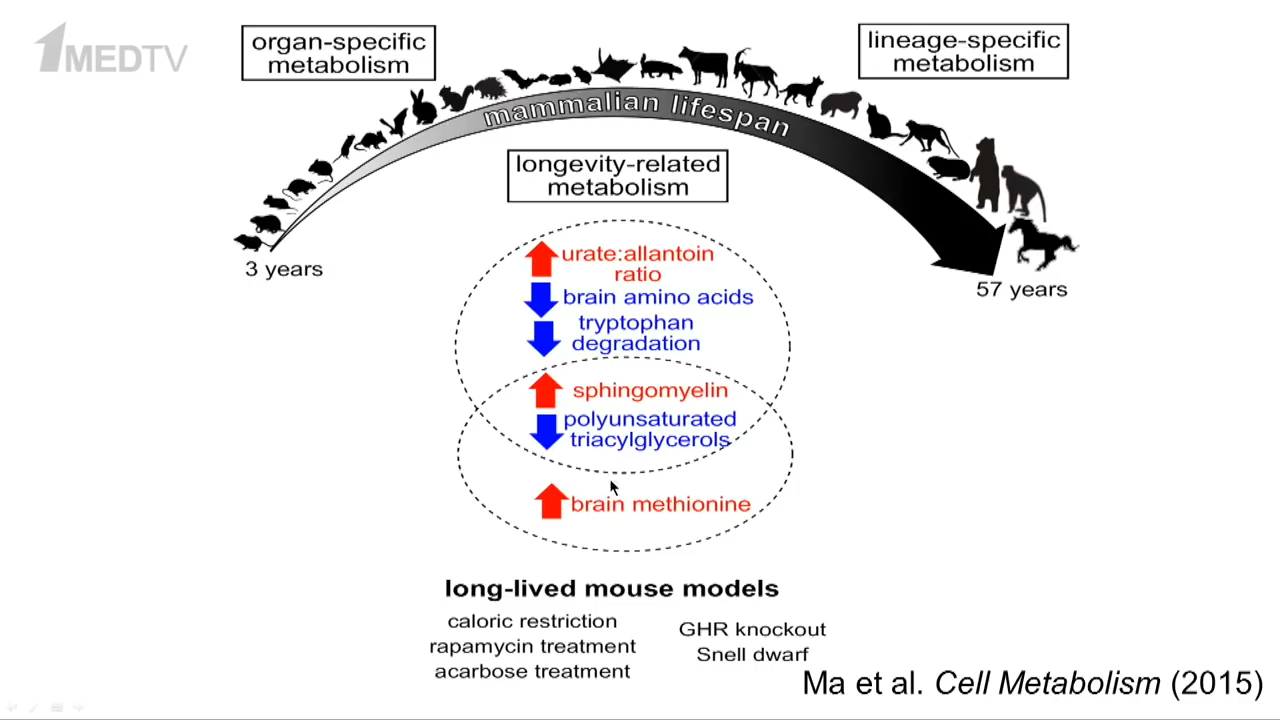 1MEDTV
organ-specific
metabolism
lineage-specific
metabolism
mammalian lifespan
longevity-related
metabolism
3 years
57 years
urate:allantoin
ratio
brain amino acids
tryptophan
degradation
sphingomyelin
polyunsaturated
triacylglycerols
brain methionine
long-lived mouse models
caloric restriction
rapamycin treatment
acarbose treatment
GHR knockout
Snell dwarf
Ma et al. Cell Metabolism (2015)